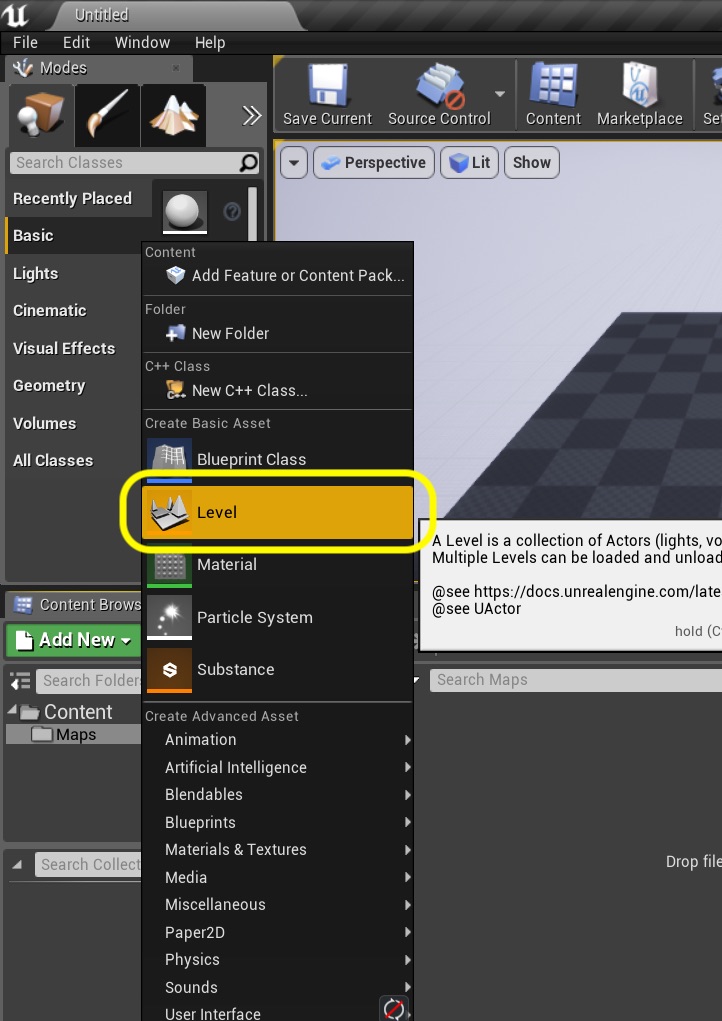 Untitled
File Edit Window Help
Modes
Save Current Source Control Content Marketplace
Search Classes
Perspective Lit Show
Recently Placed
Basic
Lights
Cinematic
Visual Effects
Geometry
Volumes
All Classes
Content
Add Feature or Content Pack...
Folder
New Folder
C++ Class
New C++ Class...
Create Basic Asset
Blueprint Class
Level
Material
Particle System
Substance
A Level is a collection of Actors (lights, vo
Multiple Levels can be loaded and unload
@see https://docs.unrealengine.com/late
@see UActor
hold (C
Content Brows
Add New
Search Folder
Search Maps
Content
Maps
Search Collect
Drop file
Create Advanced Asset
Animation
Artificial Intelligence
Blendables
Blueprints
Materials & Textures
Media
Miscellaneous
Paper2D
Physics
Sounds
User Interface